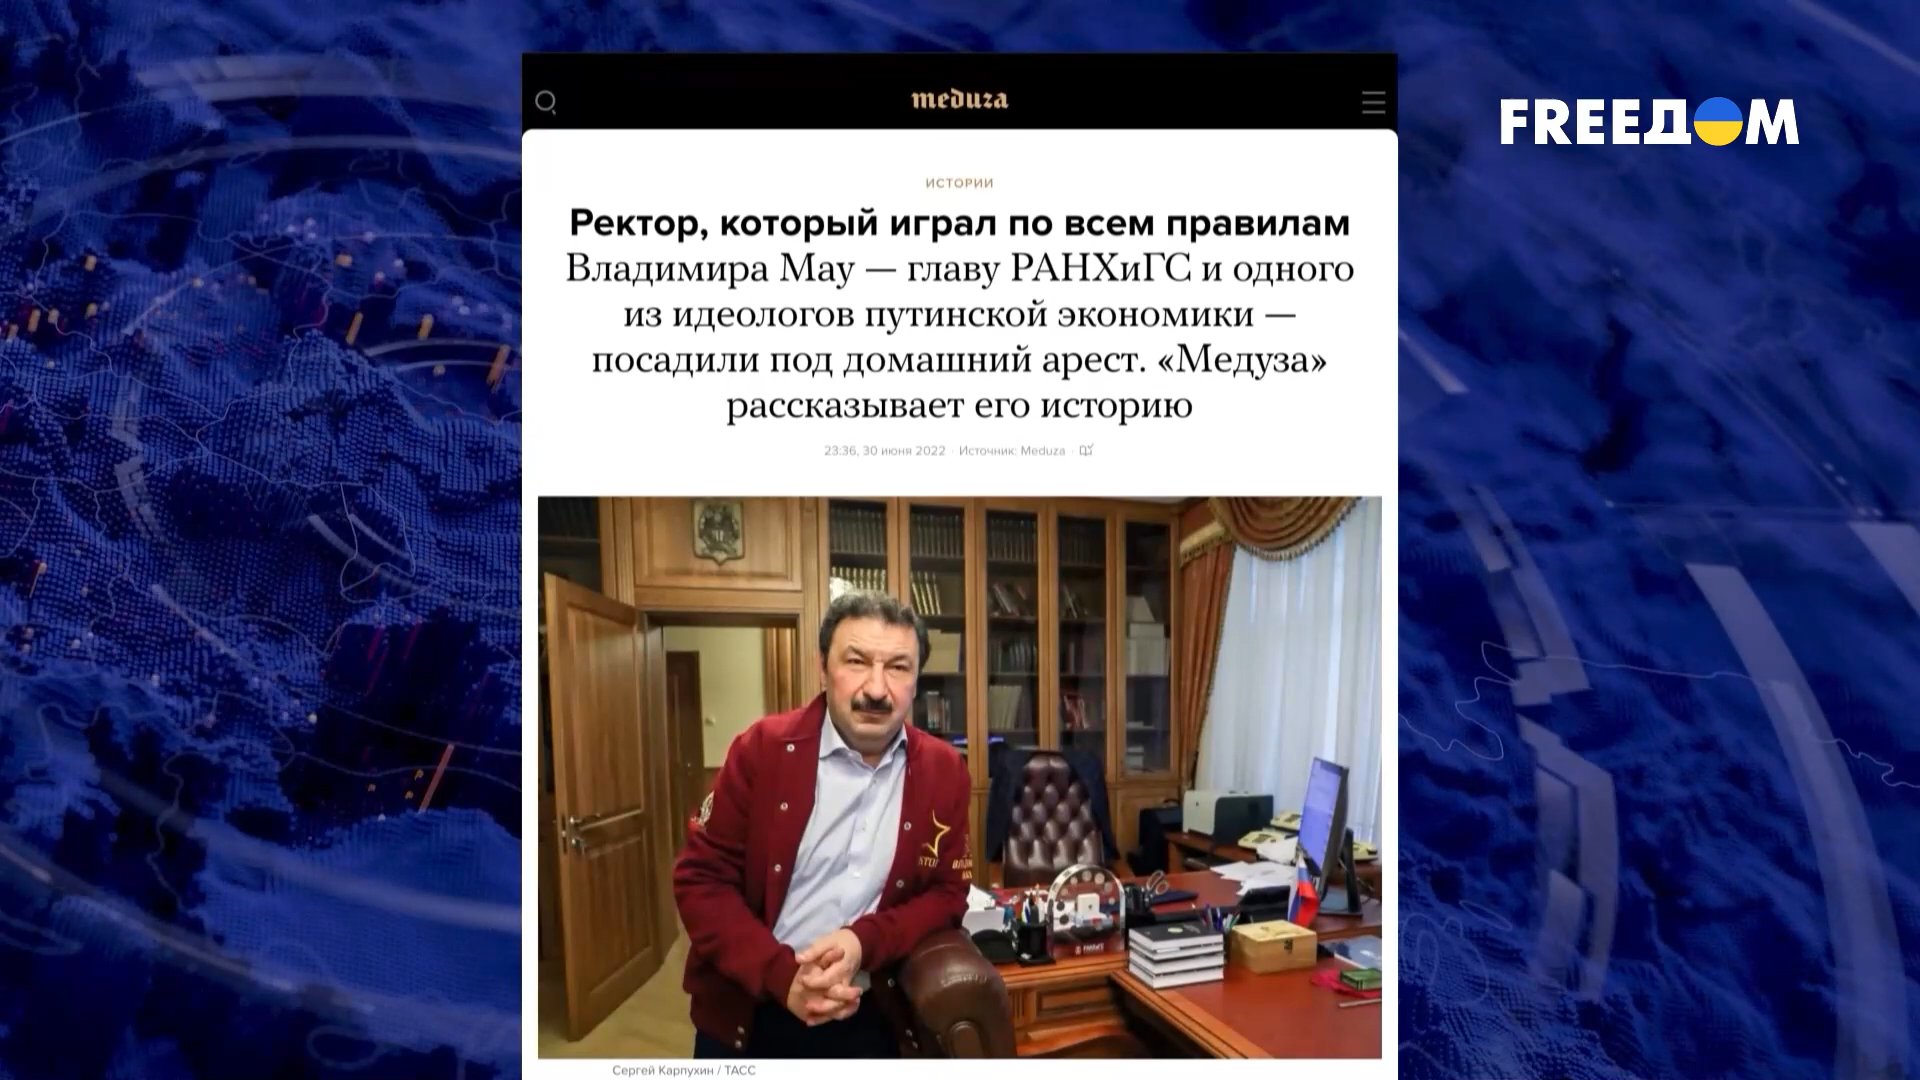 meduza
FREEДОМ
ИСТОРИИ
Ректор, который играл по всем правилам
Владимира Мау — главу РАНХиГС и одного
из идеологов путинской экономики —
посадили под домашний арест. «Медуза»
рассказывает его историю
23:36, 30 июня 2022 · Источник: Meduza ·
Сергей Карпухин / ТАСС